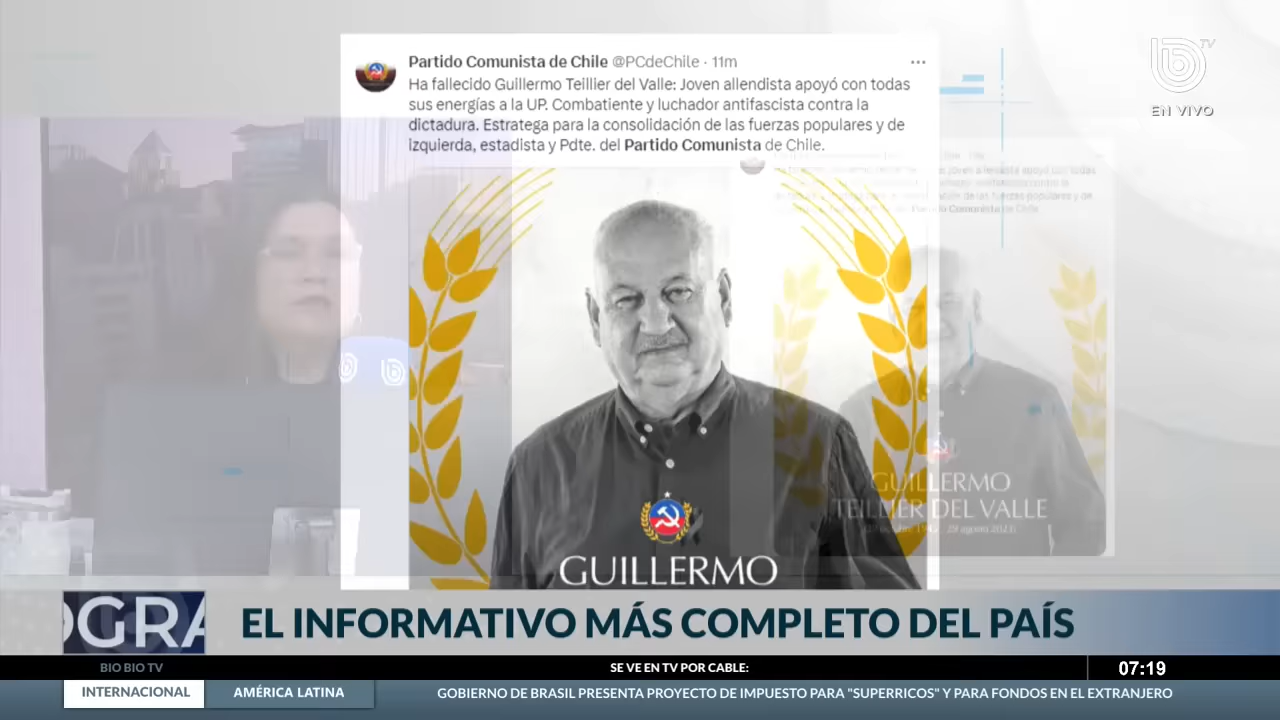 Partido Comunista de Chile @PCdeChile · 11m
Ha fallecido Guillermo Teillier del Valle: Joven allendista apoyó con todas
sus energías a la UP. Combatiente y luchador antifascista contra la
dictadura. Estratega para la consolidación de las fuerzas populares y de
Izquierda, estadista y Pdte. del Partido Comunista de Chile.
TV
EN VIVO
GUILLERMO
TEILLIER DEL VALLE
GUILLERMO
OGRA
EL INFORMATIVO MÁS COMPLETO DEL PAÍS
BIO BIO TV
SE VE EN TV POR CABLE:
07:19
INTERNACIONAL
AMÉRICA LATINA
GOBIERNO DE BRASIL PRESENTA PROYECTO DE IMPUESTO PARA "SUPERRICOS" Y PARA FONDOS EN EL EXTRANJERO